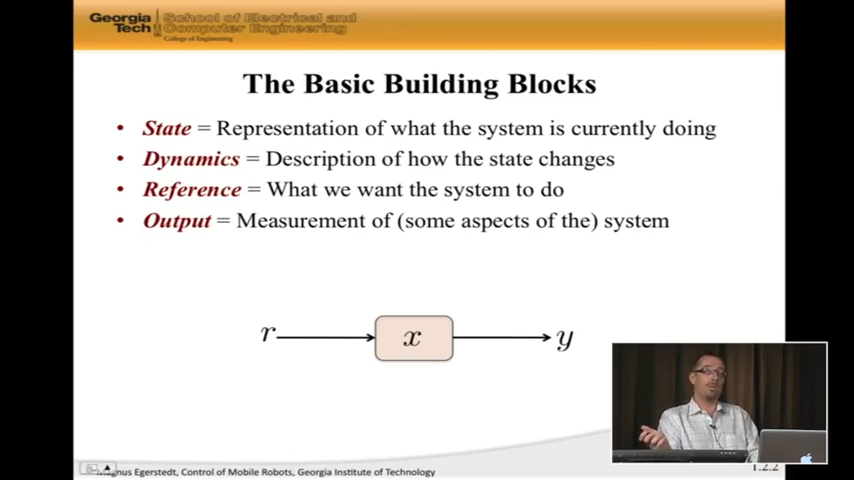 Georgia Tech
School of Electrical and Computer Engineering
College of Engineering
The Basic Building Blocks
• State = Representation of what the system is currently doing
• Dynamics = Description of how the state changes
• Reference = What we want the system to do
• Output = Measurement of (some aspects of the) system
r x y
Magnus Egerstedt, Control of Mobile Robots, Georgia Institute of Technology
1.2.2